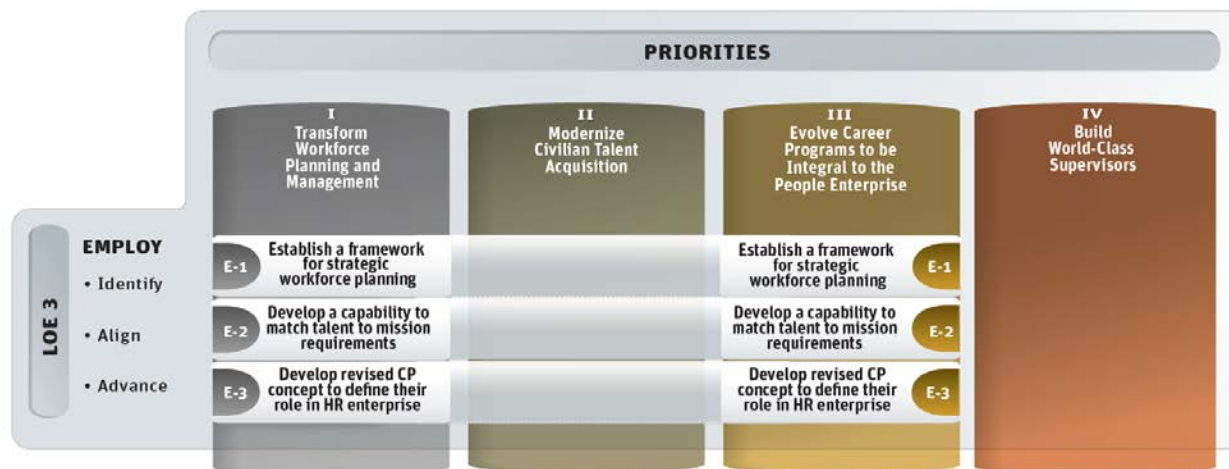 PRIORITIES
I
Transform
Workforce
Planning and
Management
II
Modernize
Civilian Talent
Acquisition
III
Evolve Career
Programs to be
Integral to the
People Enterprise
IV
Build
World-Class
Supervisors
LOE 3
EMPLOY
• Identify
• Align
• Advance
E-1
Establish a framework
for strategic
workforce planning
Establish a framework
for strategic
workforce planning
E-1
E-2
Develop a capability to
match talent to mission
requirements
Develop a capability to
match talent to mission
requirements
E-2
E-3
Develop revised CP
concept to define their
role in HR enterprise
Develop revised CP
concept to define their
role in HR enterprise
E-3